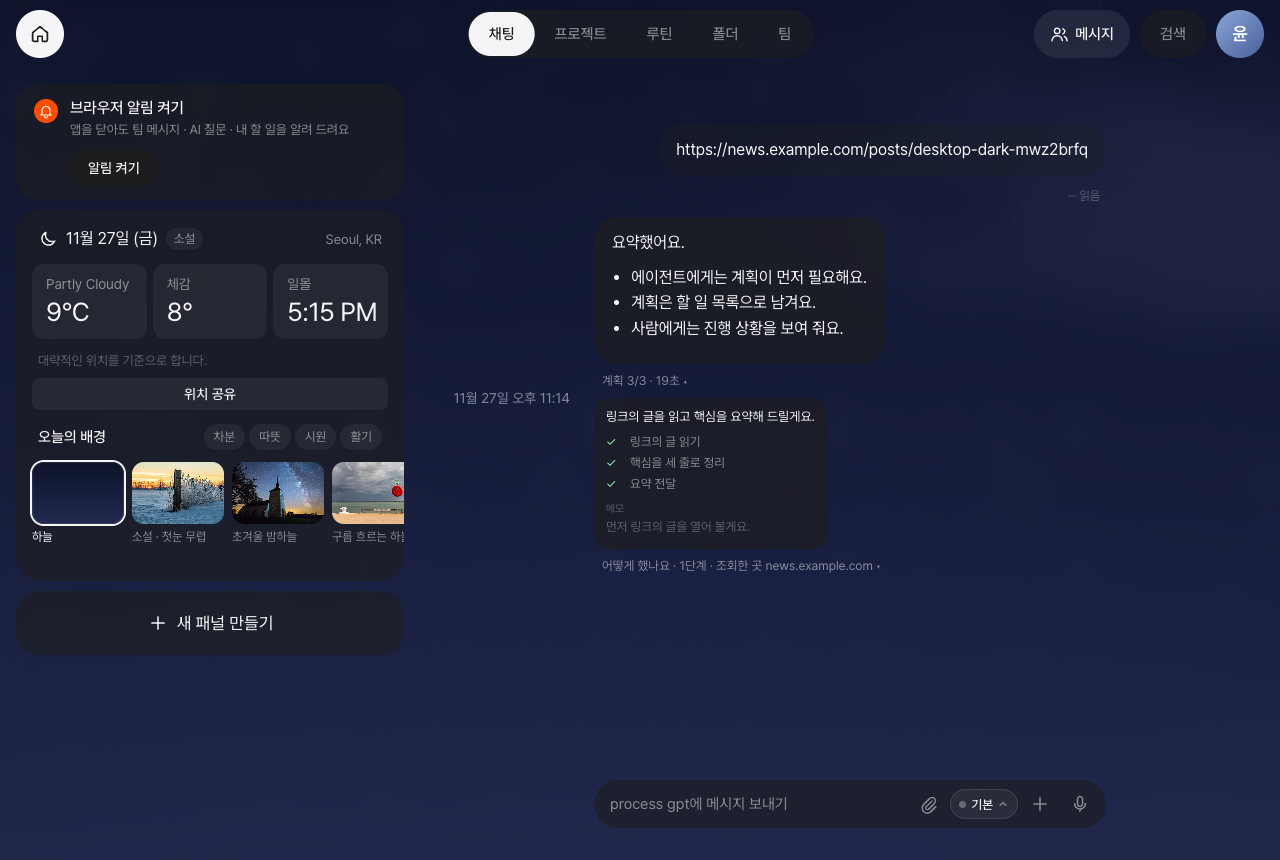 채팅
프로젝트
루틴
폴더
팀
메시지
검색
윤
브라우저 알림 켜기
앱을 닫아도 팀 메시지 · AI 질문 · 내 할 일을 알려 드려요
알림 켜기
11월 27일 (금)
소설
Seoul, KR
Partly Cloudy
9°C
체감
8°
일몰
5:15 PM
대략적인 위치를 기준으로 합니다.
위치 공유
오늘의 배경
차분
따뜻
시원
활기
하늘
소설 · 첫눈 무렵
초겨울 밤하늘
구름 흐르는 하늘
새 패널 만들기
https://news.example.com/posts/desktop-dark-mwz2brfq
··· 읽음
요약했어요.
• 에이전트에게는 계획이 먼저 필요해요.
• 계획은 할 일 목록으로 남겨요.
• 사람에게는 진행 상황을 보여 줘요.
계획 3/3 · 19초
11월 27일 오후 11:14
링크의 글을 읽고 핵심을 요약해 드릴게요.
링크의 글 읽기
핵심을 세 줄로 정리
요약 전달
메모
먼저 링크의 글을 열어 볼게요.
어떻게 했나요 · 1단계 · 조회한 곳 news.example.com
process gpt에 메시지 보내기
기본